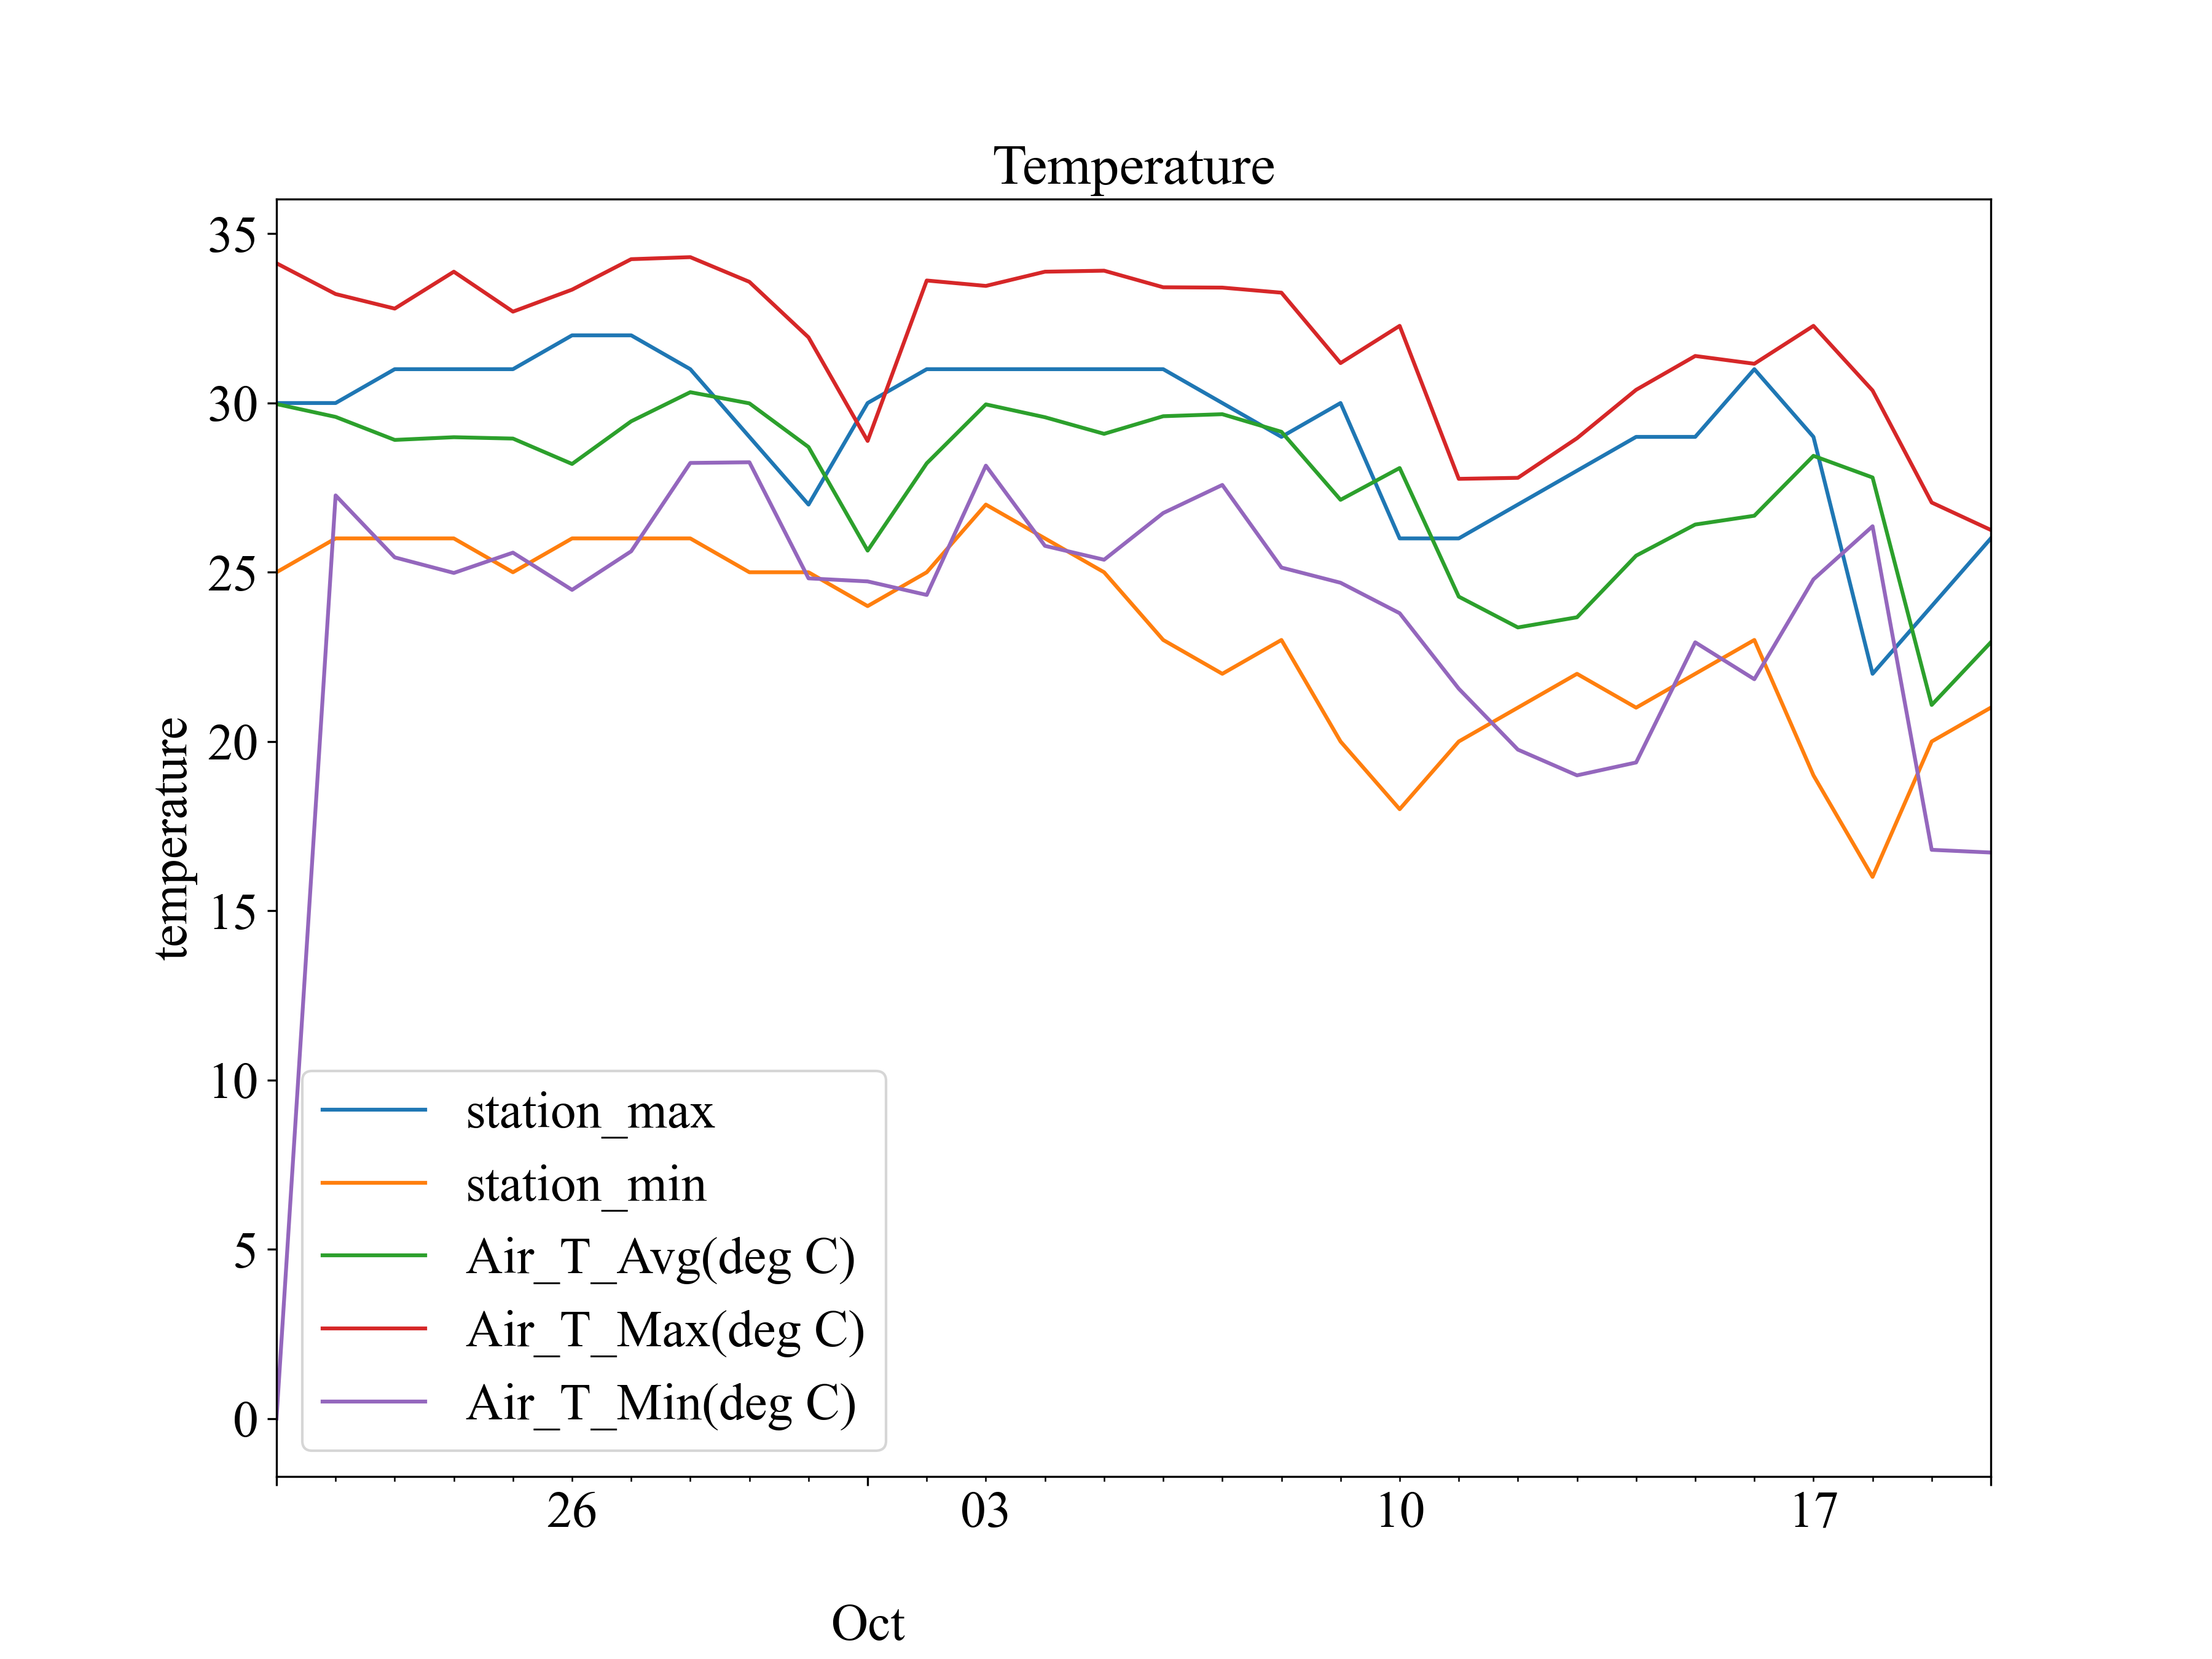 Temperature
35
30
25
20
15
10
5
0
temperature
station_max
station_min
Air_T_Avg(deg C)
Air_T_Max(deg C)
Air_T_Min(deg C)
26 03 10 17
Oct